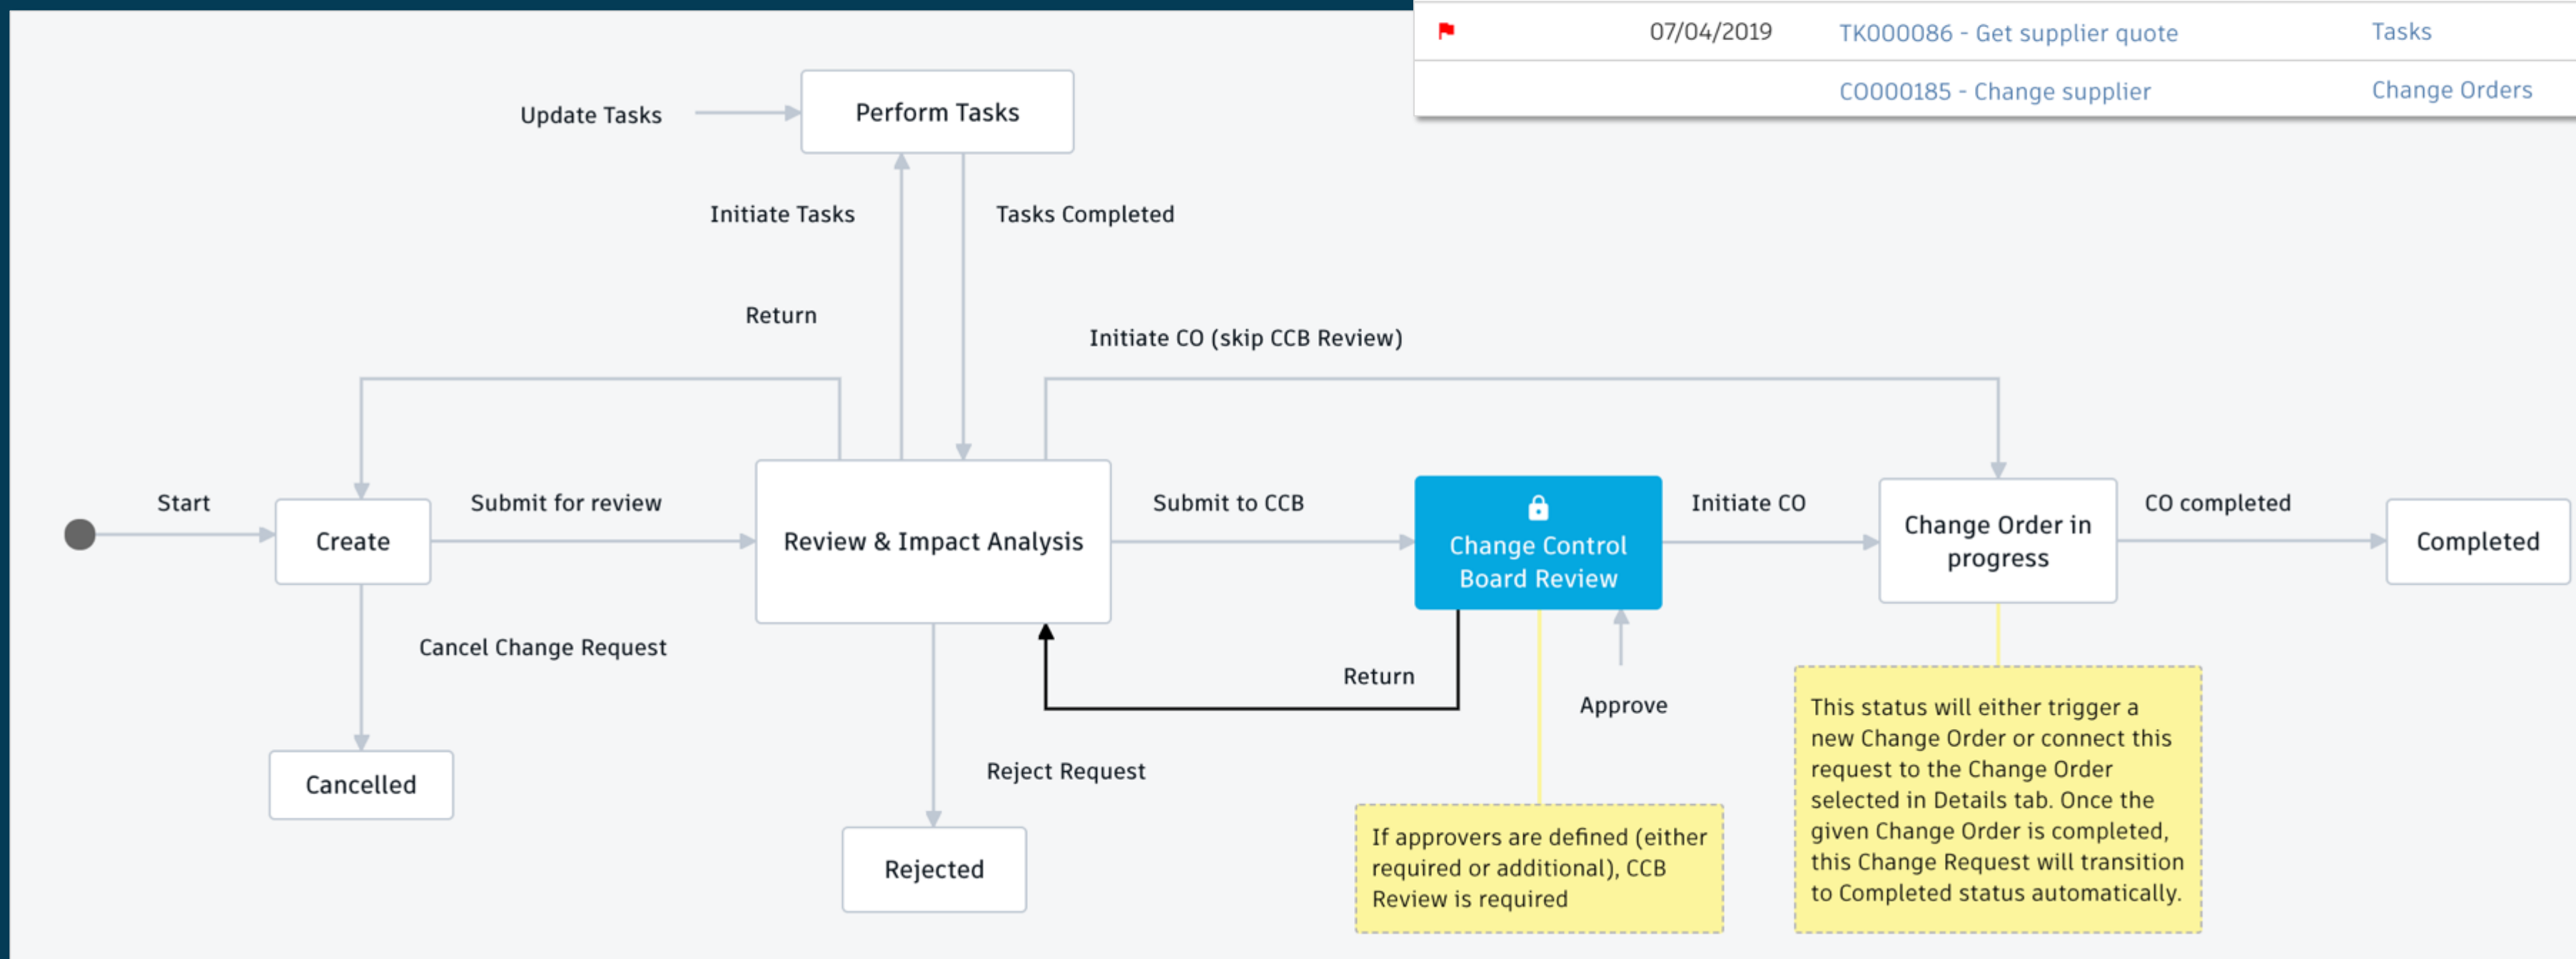 07/04/2019 TK000086 - Get supplier quote Tasks
CO000185 - Change supplier Change Orders
Update Tasks
Perform Tasks
Initiate Tasks
Tasks Completed
Return
Initiate CO (skip CCB Review)
Start
Create
Submit for review
Review & Impact Analysis
Submit to CCB
Change Control
Board Review
Initiate CO
Change Order in
progress
CO completed
Completed
Cancel Change Request
Return
Approve
Cancelled
Reject Request
Rejected
If approvers are defined (either
required or additional), CCB
Review is required
This status will either trigger a
new Change Order or connect this
request to the Change Order
selected in Details tab. Once the
given Change Order is completed,
this Change Request will transition
to Completed status automatically.